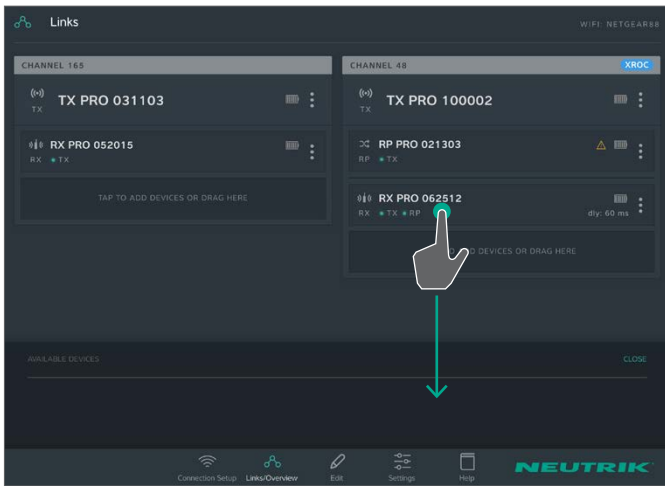 Links
WIFI: NETGEAR88
CHANNEL 165
TX
TX PRO 031103
RX PRO 052015
RX TX
TAP TO ADD DEVICES OR DRAG HERE
CHANNEL 48
XROC
TX
TX PRO 100002
RP PRO 021303
RP TX
RX PRO 062512
RX TX RP
dly: 60 ms
ADD DEVICES OR DRAG HERE
AVAILABLE DEVICES
CLOSE
Connection Setup
Links/Overview
Edit
Settings
Help
NEUTRIK